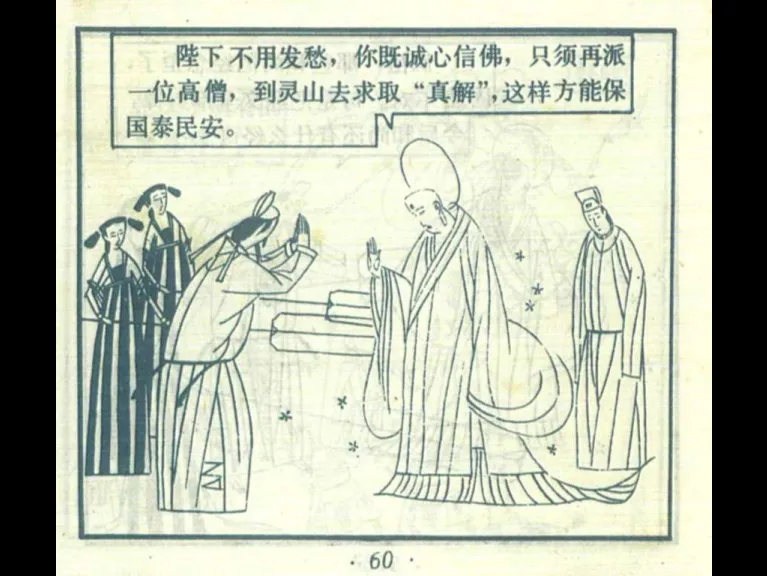 陛下不用发愁，你既诚心信佛，只须再派
一位高僧，到灵山去求取“真解”，这样方能保
国泰民安。
·60·